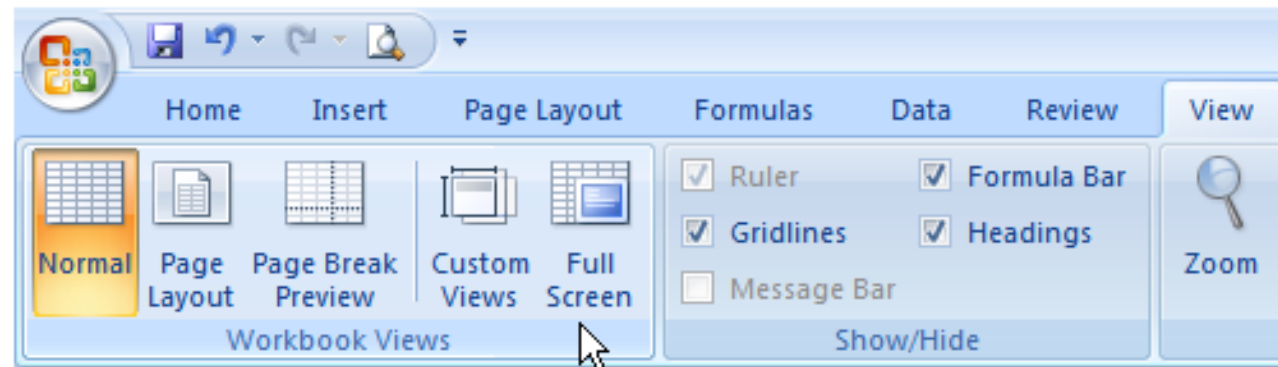 Home Insert Page Layout Formulas Data Review View
Normal
Page Layout
Page Break Preview
Custom Views
Full Screen
Workbook Views
Ruler
Gridlines
Message Bar
Formula Bar
Headings
Show/Hide
Zoom